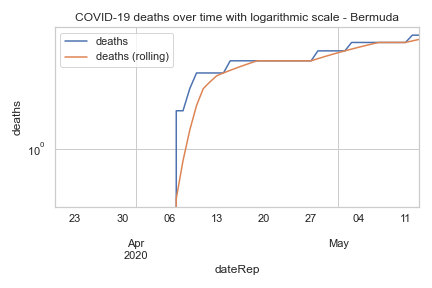 COVID-19 deaths over time with logarithmic scale - Bermuda
deaths
deaths (rolling)
deaths
10^0
23 30 06 13 20 27 04 11
Apr May
2020
dateRep